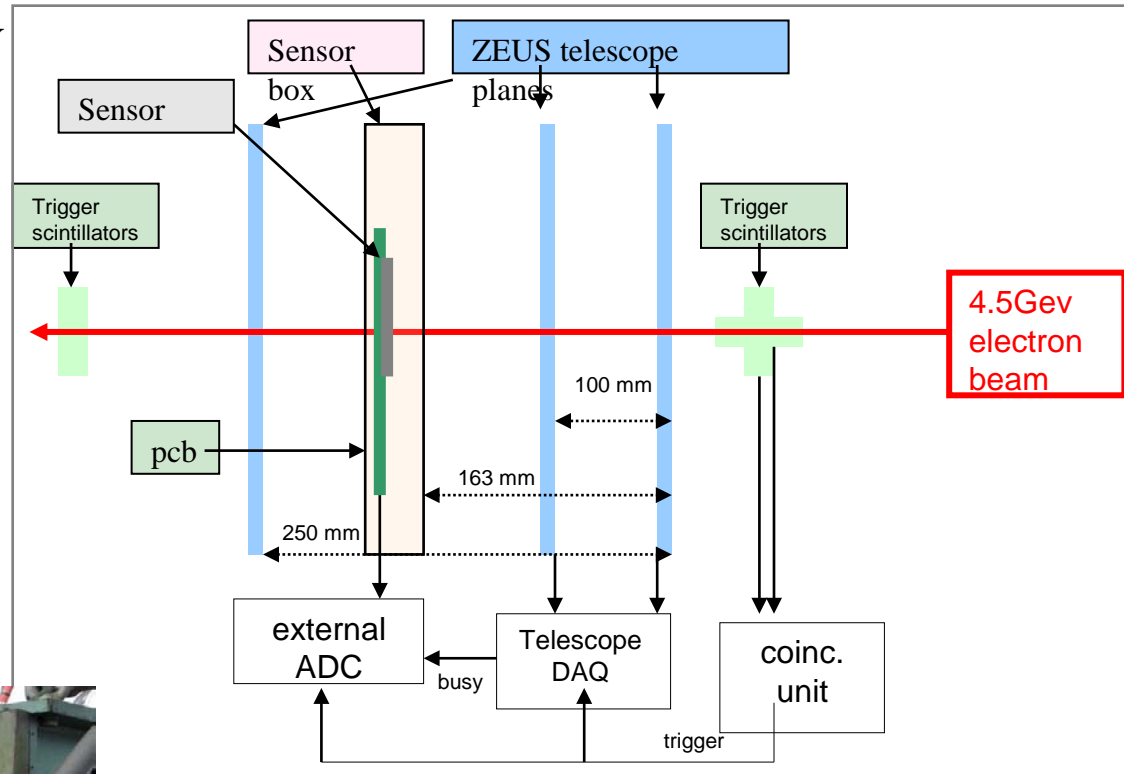 Sensor
box
ZEUS telescope
planes
Sensor
Trigger
scintillators
Trigger
scintillators
4.5Gev
electron
beam
100 mm
pcb
163 mm
250 mm
external
ADC
busy
Telescope
DAQ
coinc.
unit
trigger